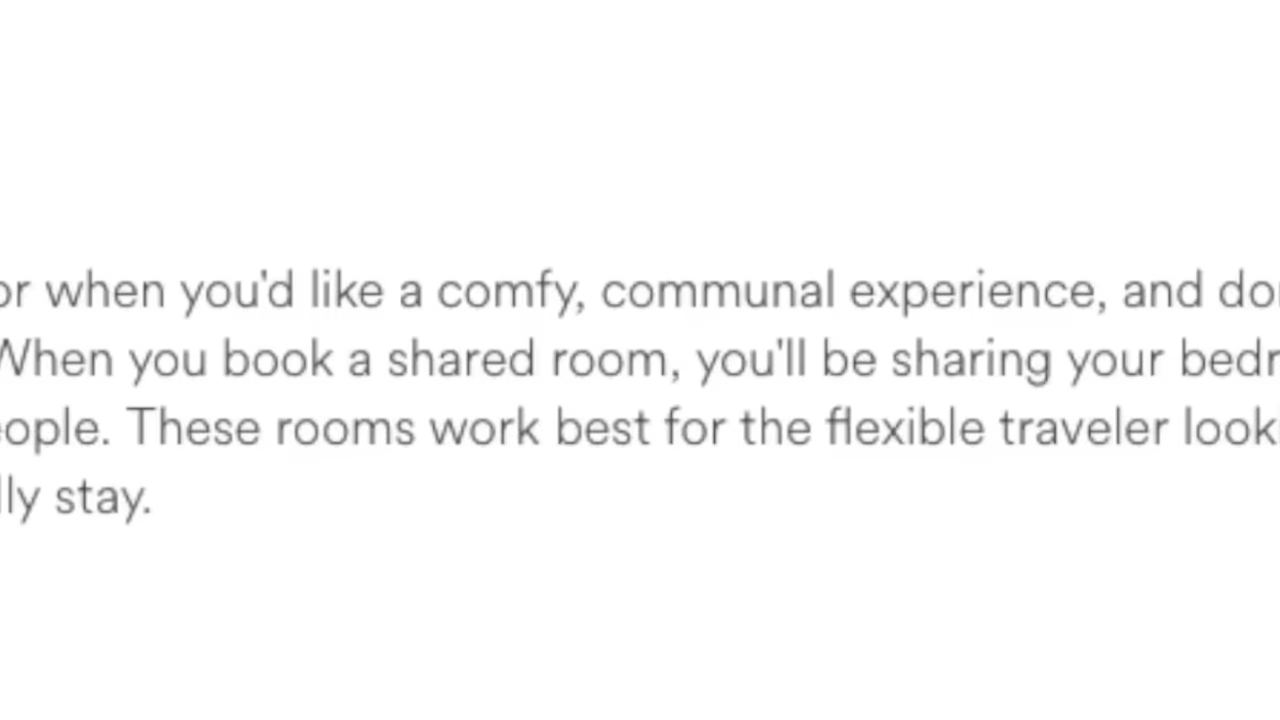 or when you'd like a comfy, communal experience, and don
When you book a shared room, you'll be sharing your bedr
eople. These rooms work best for the flexible traveler look
lly stay.